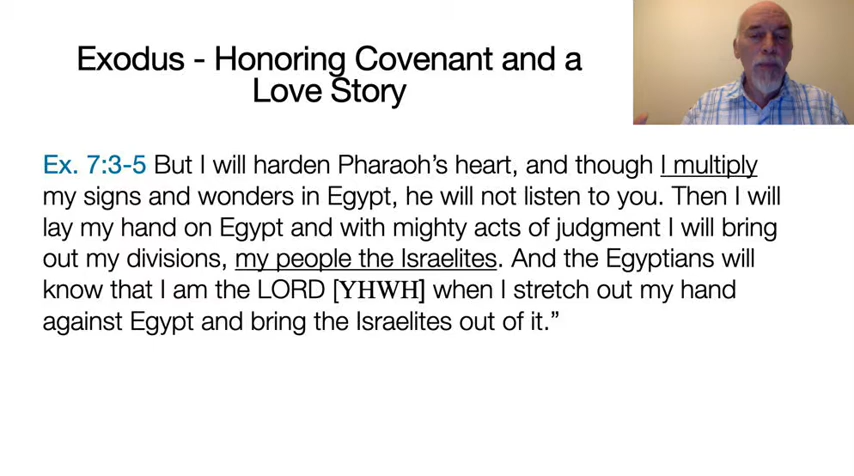 Exodus - Honoring Covenant and a
Love Story
Ex. 7:3-5 But I will harden Pharaoh’s heart, and though I multiply
my signs and wonders in Egypt, he will not listen to you. Then I will
lay my hand on Egypt and with mighty acts of judgment I will bring
out my divisions, my people the Israelites. And the Egyptians will
know that I am the LORD [YHWH] when I stretch out my hand
against Egypt and bring the Israelites out of it.”